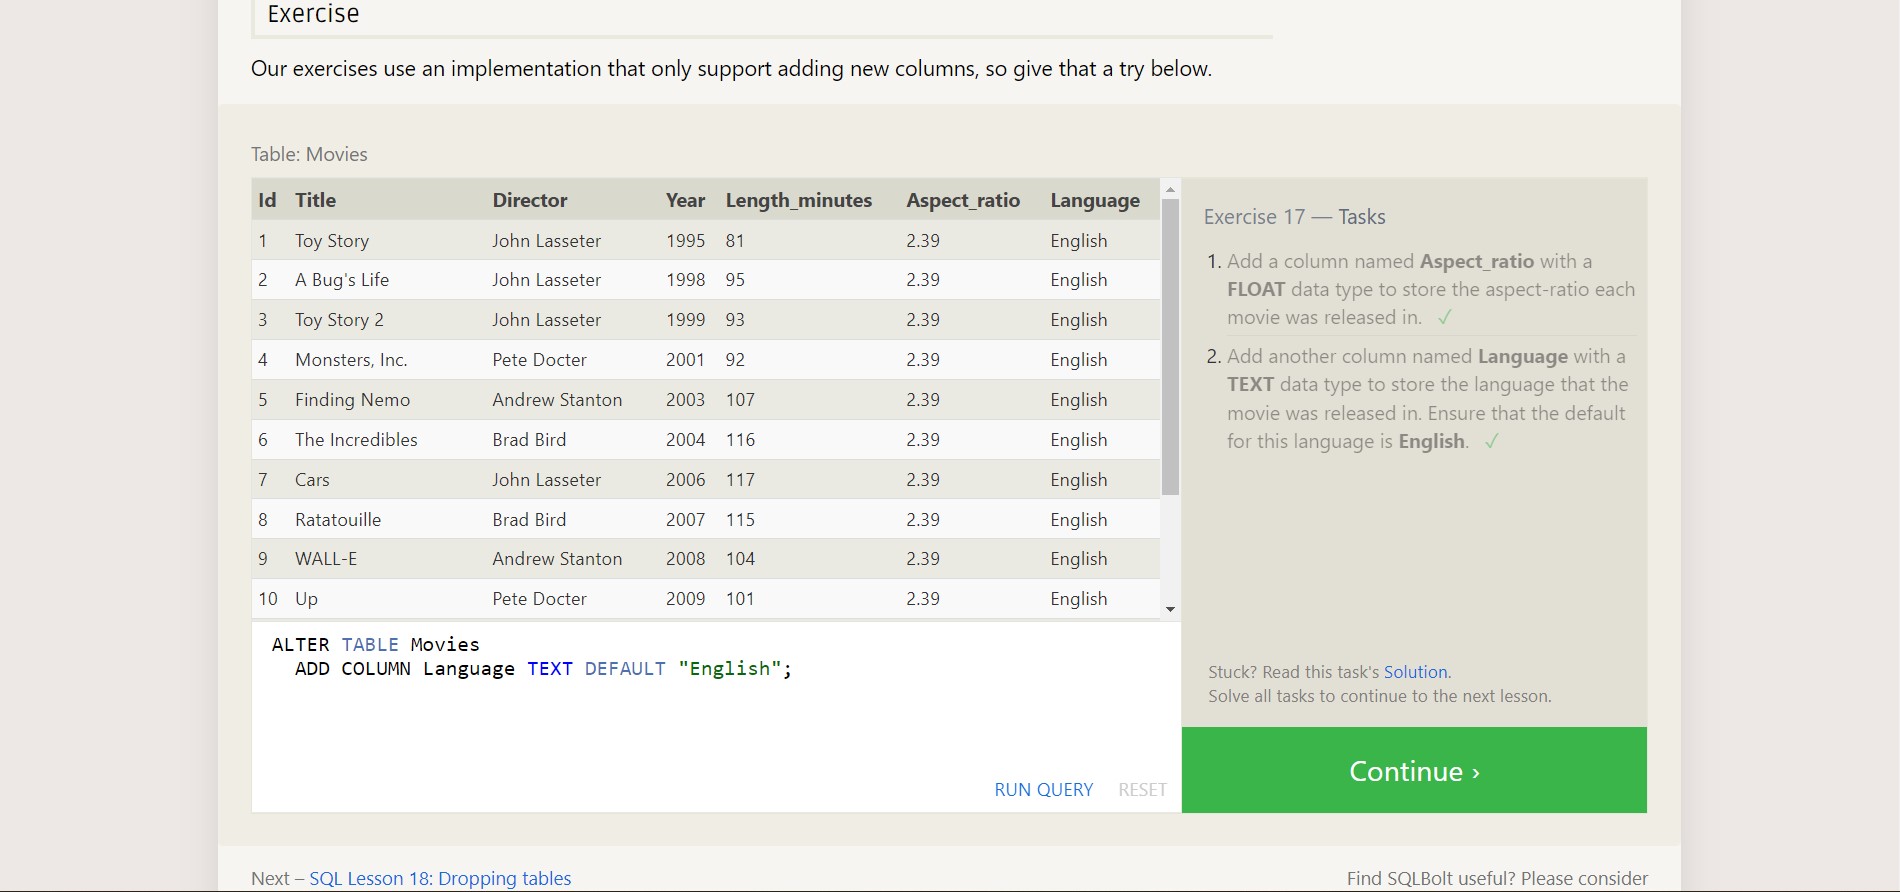 Exercise
Our exercises use an implementation that only support adding new columns, so give that a try below.
Table: Movies
Id Title Director Year Length_minutes Aspect_ratio Language
1 Toy Story John Lasseter 1995 81 2.39 English
2 A Bug's Life John Lasseter 1998 95 2.39 English
3 Toy Story 2 John Lasseter 1999 93 2.39 English
4 Monsters, Inc. Pete Docter 2001 92 2.39 English
5 Finding Nemo Andrew Stanton 2003 107 2.39 English
6 The Incredibles Brad Bird 2004 116 2.39 English
7 Cars John Lasseter 2006 117 2.39 English
8 Ratatouille Brad Bird 2007 115 2.39 English
9 WALL-E Andrew Stanton 2008 104 2.39 English
10 Up Pete Docter 2009 101 2.39 English
ALTER TABLE Movies
ADD COLUMN Language TEXT DEFAULT "English";
RUN QUERY RESET
Exercise 17 — Tasks
1. Add a column named Aspect_ratio with a
FLOAT data type to store the aspect-ratio each
movie was released in. ✓
2. Add another column named Language with a
TEXT data type to store the language that the
movie was released in. Ensure that the default
for this language is English. ✓
Stuck? Read this task's Solution.
Solve all tasks to continue to the next lesson.
Continue ›
Next – SQL Lesson 18: Dropping tables
Find SQLBolt useful? Please consider